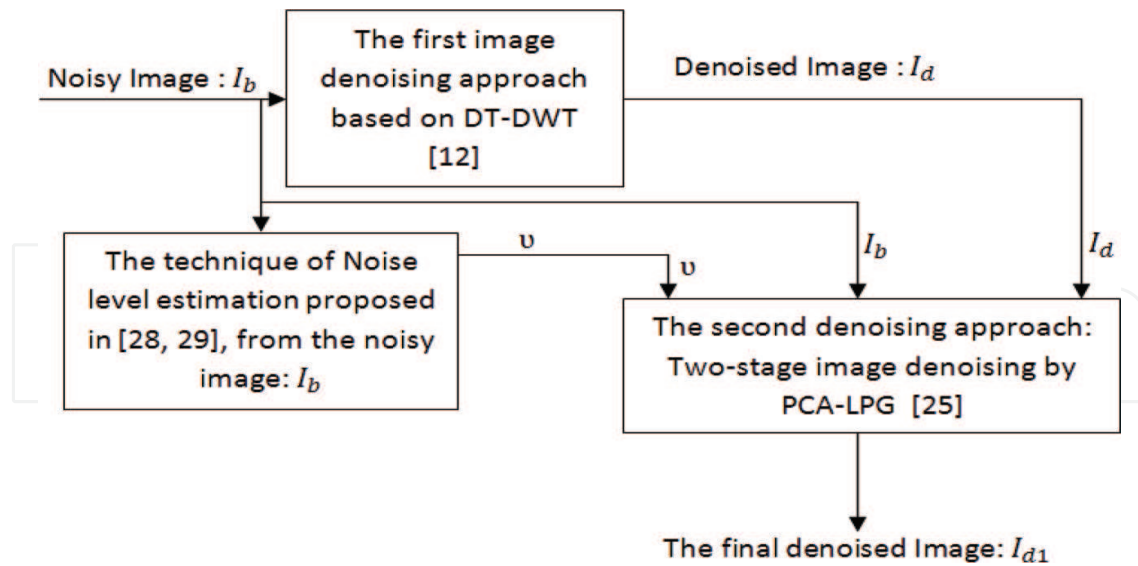 Noisy Image : I_b
The first image
denoising approach
based on DT-DWT
[12]
Denoised Image : I_d
The technique of Noise
level estimation proposed
in [28, 29], from the noisy
image: I_b
υ
υ
I_b
I_d
The second denoising approach:
Two-stage image denoising by
PCA-LPG [25]
The final denoised Image: I_{d1}